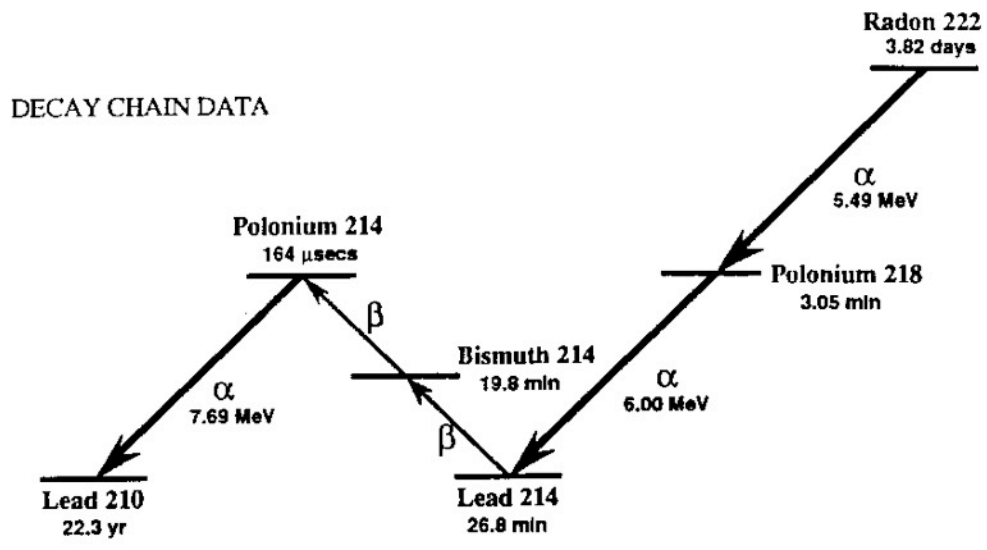 Radon 222
3.82 days
DECAY CHAIN DATA
α
5.49 MeV
Polonium 214
164 μsecs
Polonium 218
3.05 min
β
Bismuth 214
19.8 min
α
7.69 MeV
α
6.00 MeV
β
Lead 210
22.3 yr
Lead 214
26.8 min